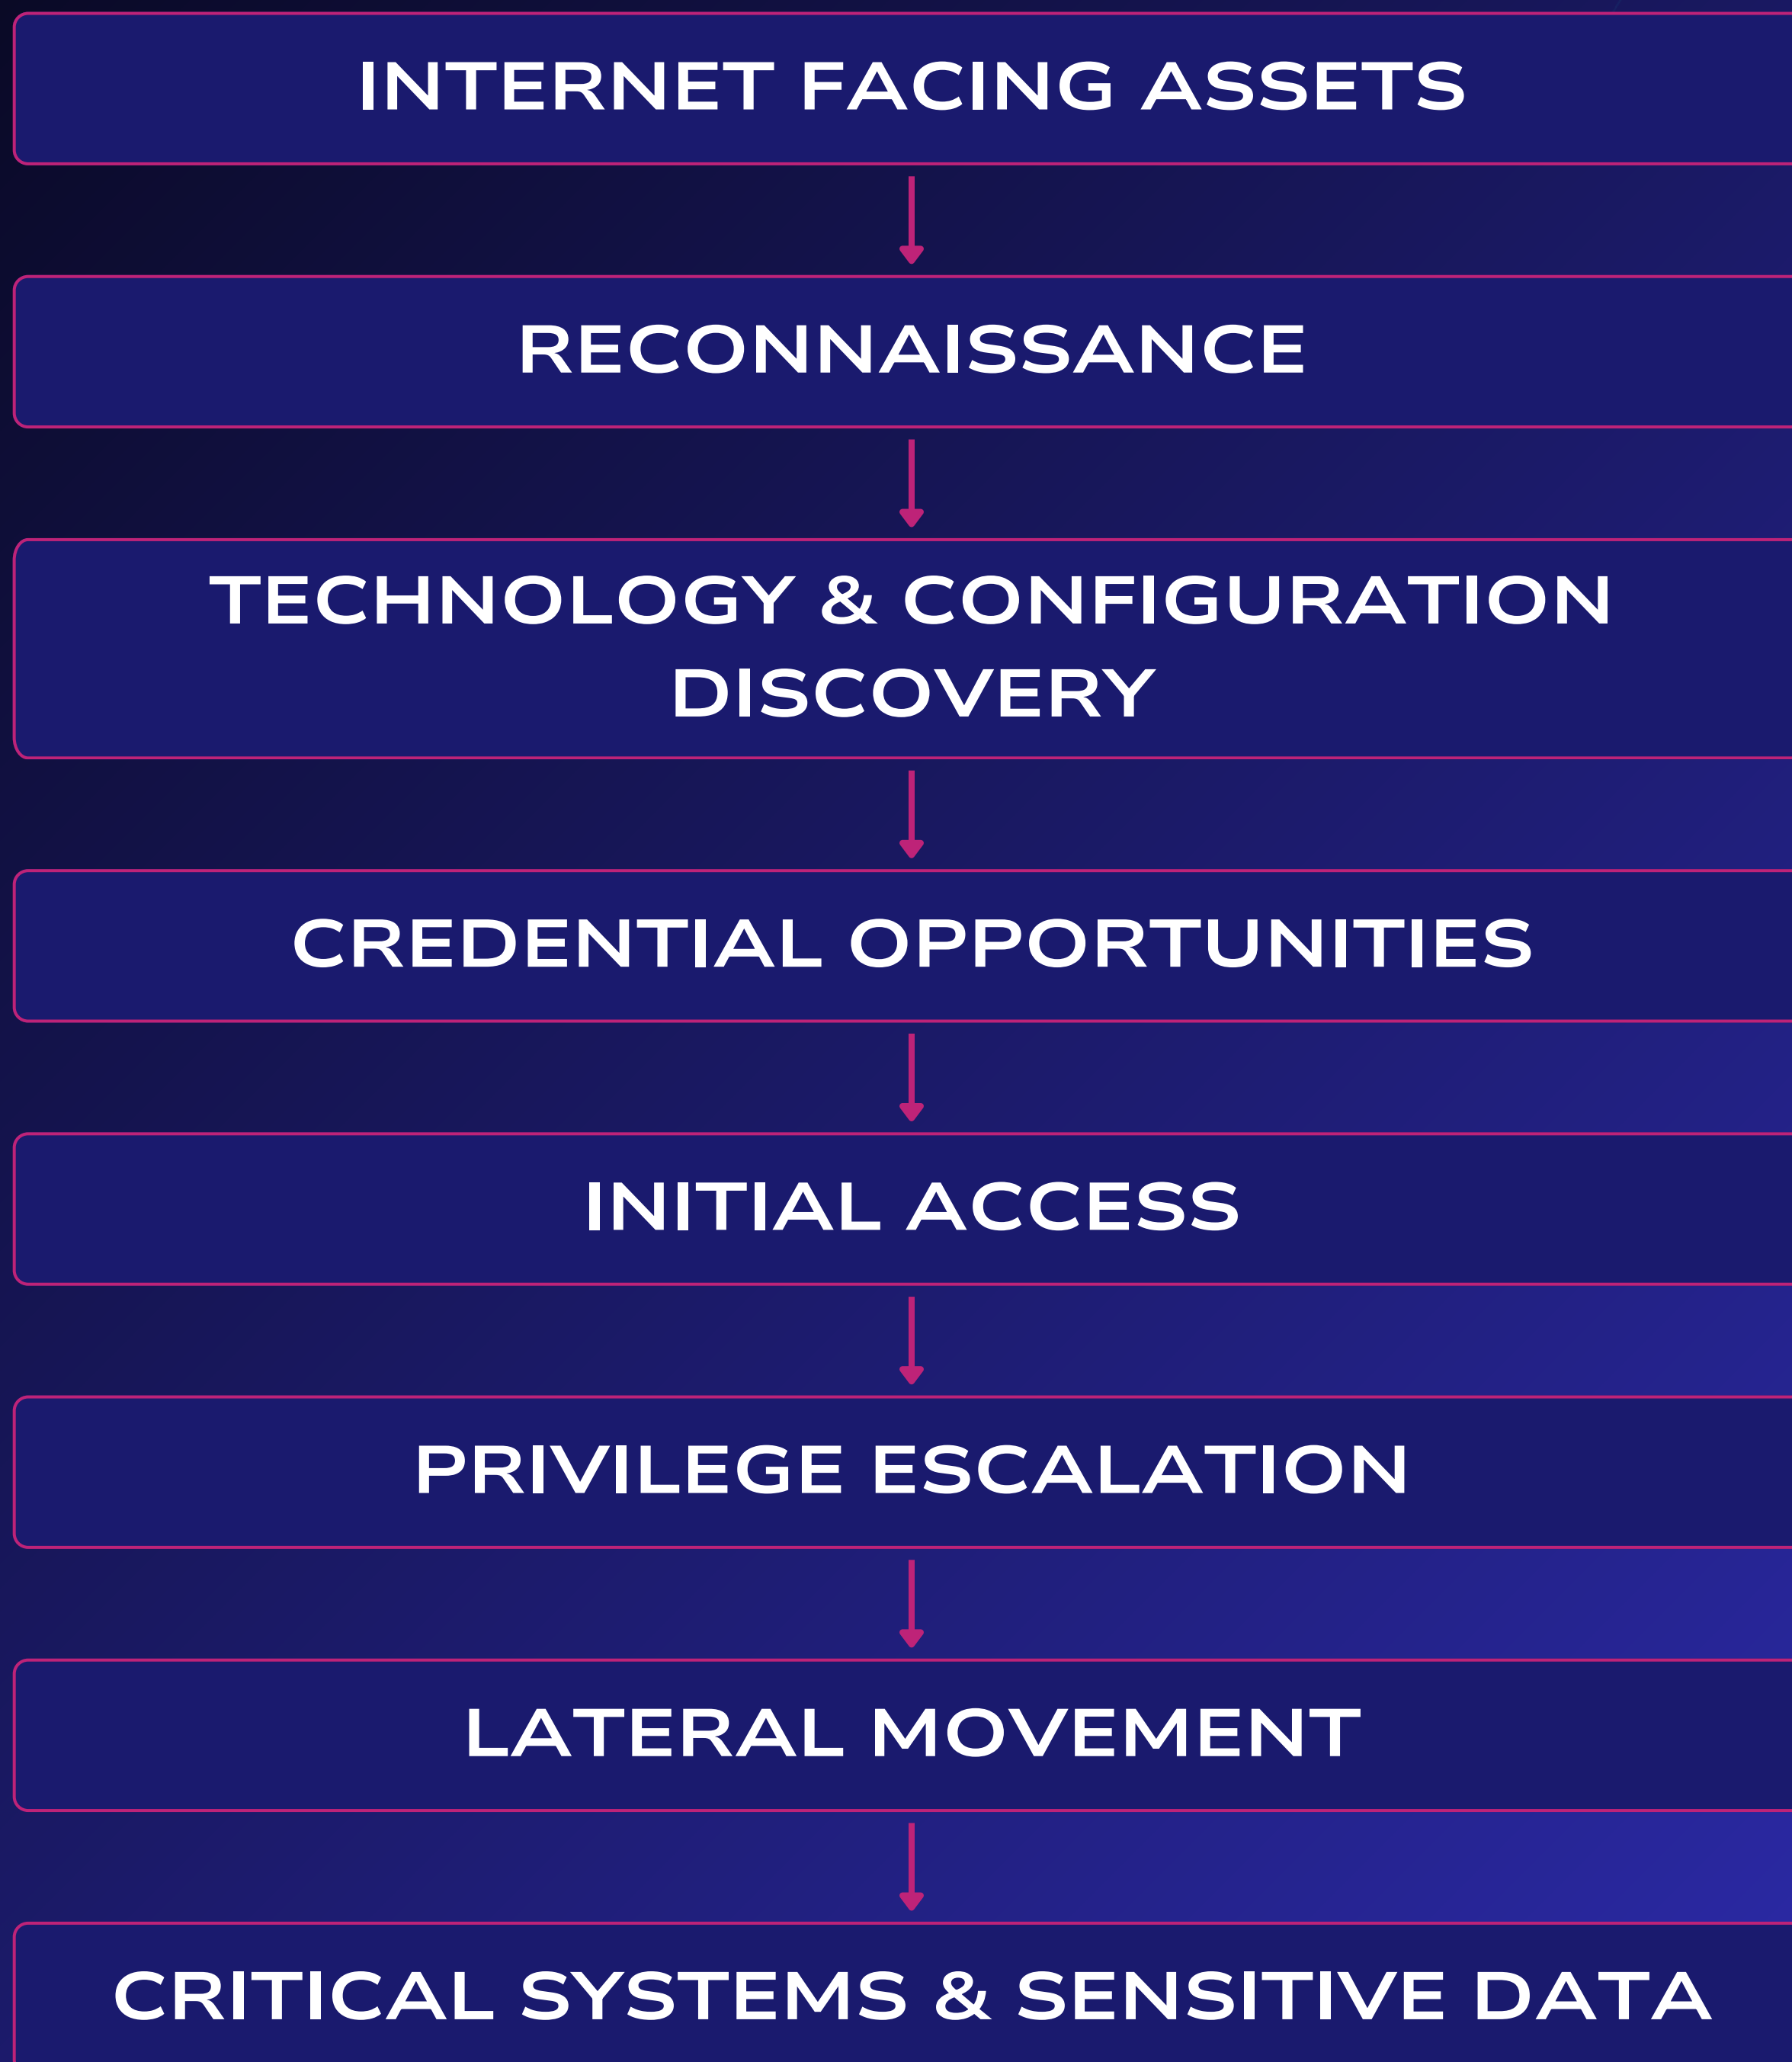 INTERNET FACING ASSETS
RECONNAISSANCE
TECHNOLOGY & CONFIGURATION
DISCOVERY
CREDENTIAL OPPORTUNITIES
INITIAL ACCESS
PRIVILEGE ESCALATION
LATERAL MOVEMENT
CRITICAL SYSTEMS & SENSITIVE DATA